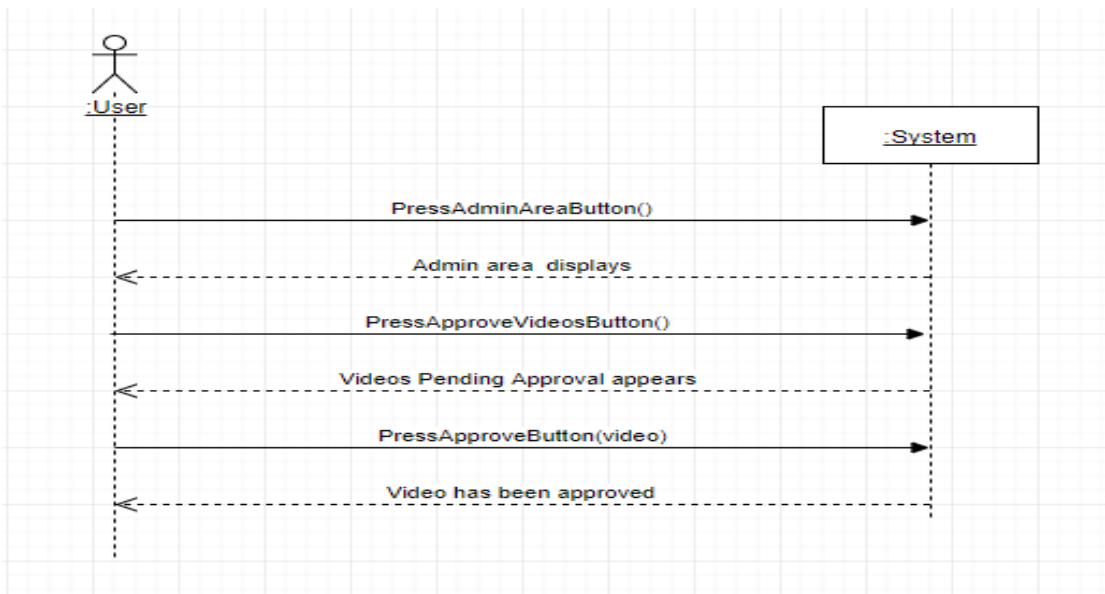 :User
:System
PressAdminAreaButton()
Admin area displays
PressApproveVideosButton()
Videos Pending Approval appears
PressApproveButton(video)
Video has been approved